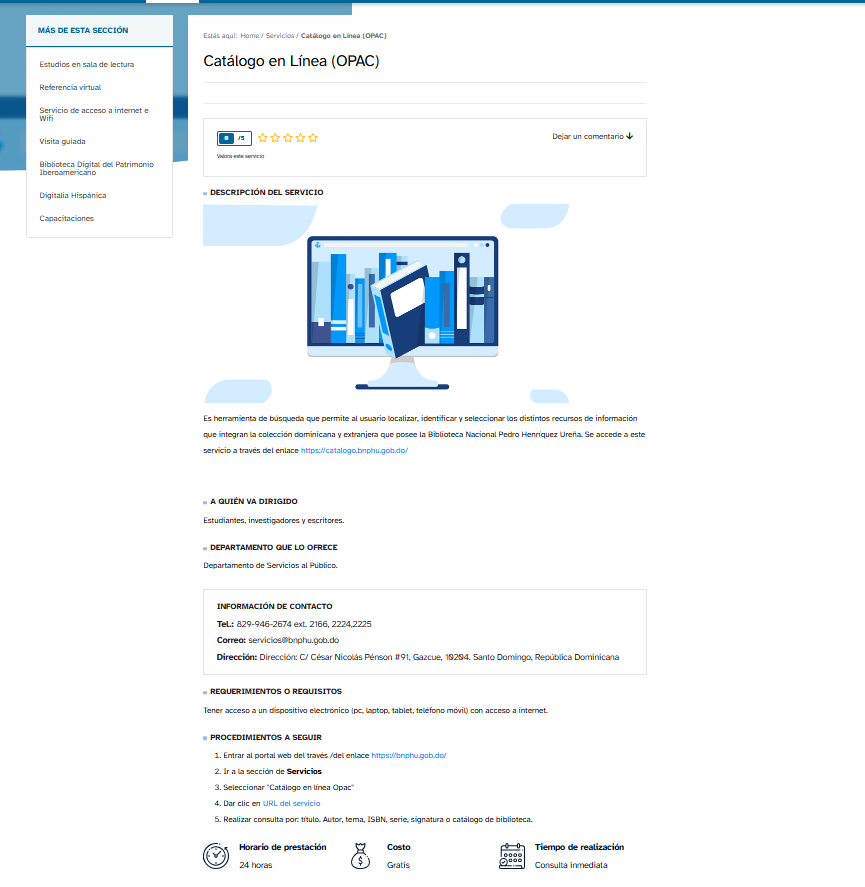 MÁS DE ESTA SECCIÓN
Estudios en sala de lectura
Referencia virtual
Servicio de acceso a internet e
Wifi
Visita guiada
Biblioteca Digital del Patrimonio
Iberoamericano
Digitalia Hispánica
Capacitaciones
Estás aquí: Home / Servicios / Catálogo en Línea (OPAC)
Catálogo en Línea (OPAC)
0 /5
Valora este servicio
Dejar un comentario
DESCRIPCIÓN DEL SERVICIO
Es herramienta de búsqueda que permite al usuario localizar, identificar y seleccionar los distintos recursos de información
que integran la colección dominicana y extranjera que posee la Biblioteca Nacional Pedro Henríquez Ureña. Se accede a este
servicio a través del enlace https://catalogo.bnphu.gob.do/
A QUIÉN VA DIRIGIDO
Estudiantes, investigadores y escritores.
DEPARTAMENTO QUE LO OFRECE
Departamento de Servicios al Público.
INFORMACIÓN DE CONTACTO
Tel.: 829-946-2674 ext. 2166, 2224,2225
Correo: servicios@bnphu.gob.do
Dirección: Dirección: C/ César Nicolás Pénson #91, Gazcue, 10204. Santo Domingo, República Dominicana
REQUERIMIENTOS O REQUISITOS
Tener acceso a un dispositivo electrónico (pc, laptop, tablet, teléfono móvil) con acceso a internet.
PROCEDIMIENTOS A SEGUIR
1. Entrar al portal web del través /del enlace https://bnphu.gob.do/
2. Ir a la sección de Servicios
3. Seleccionar "Catálogo en línea Opac"
4. Dar clic en URL del servicio
5. Realizar consulta por: título. Autor, tema, ISBN, serie, signatura o catálogo de biblioteca.
Horario de prestación
24 horas
Costo
Gratis
Tiempo de realización
Consulta inmediata